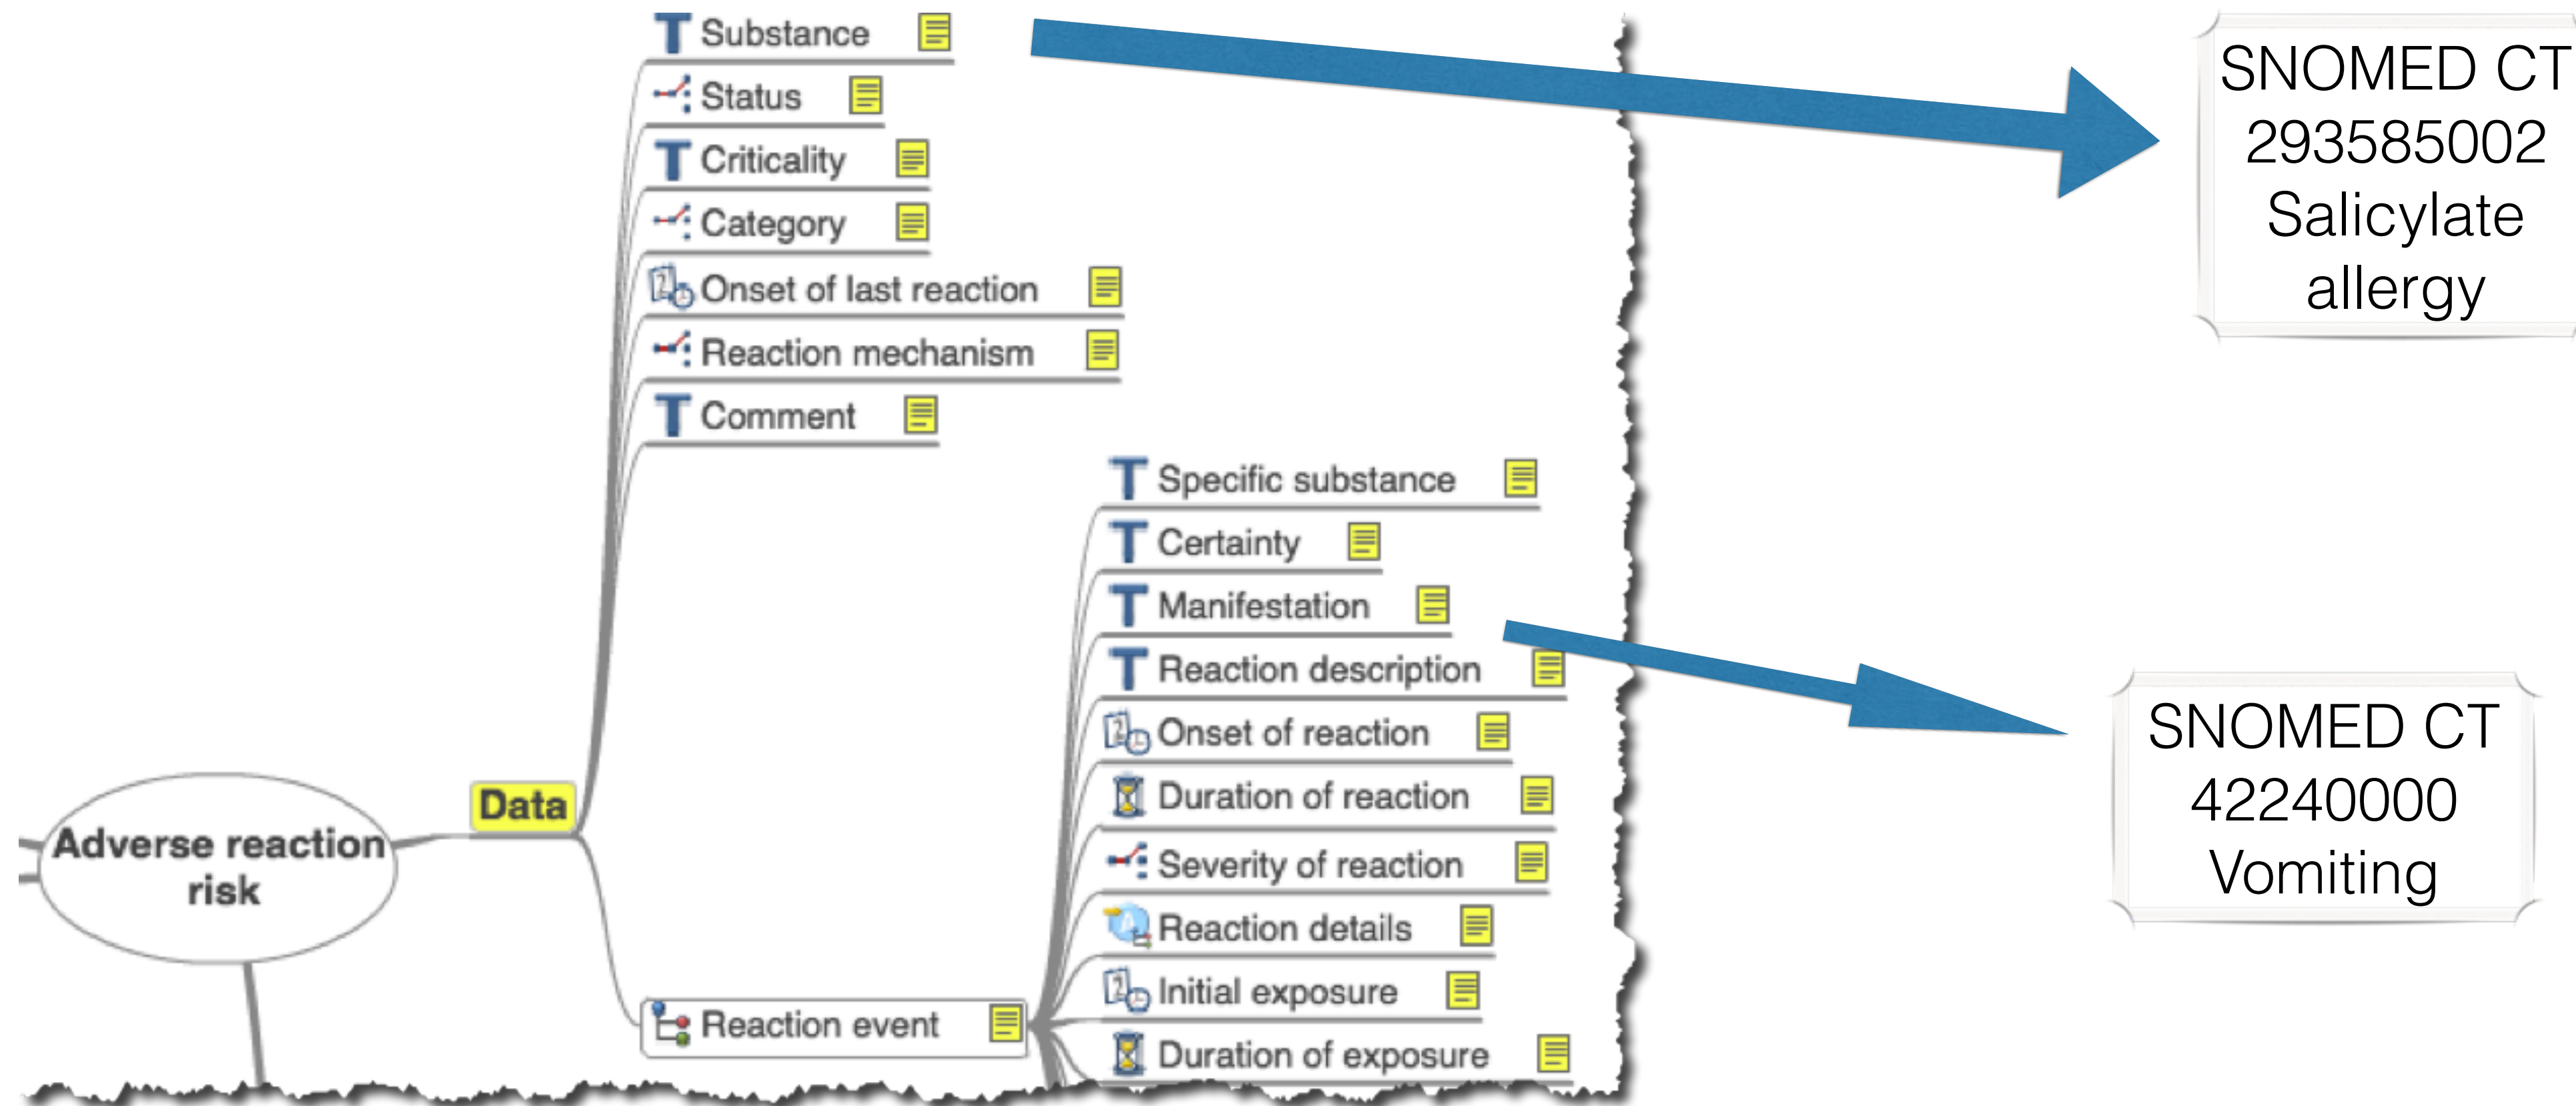 Substance
Status
Criticality
Category
Onset of last reaction
Reaction mechanism
Comment
Specific substance
Certainty
Manifestation
Reaction description
Onset of reaction
Duration of reaction
Severity of reaction
Reaction details
Initial exposure
Duration of exposure
Data
Adverse reaction
risk
Reaction event
SNOMED CT
293585002
Salicylate
allergy
SNOMED CT
42240000
Vomiting